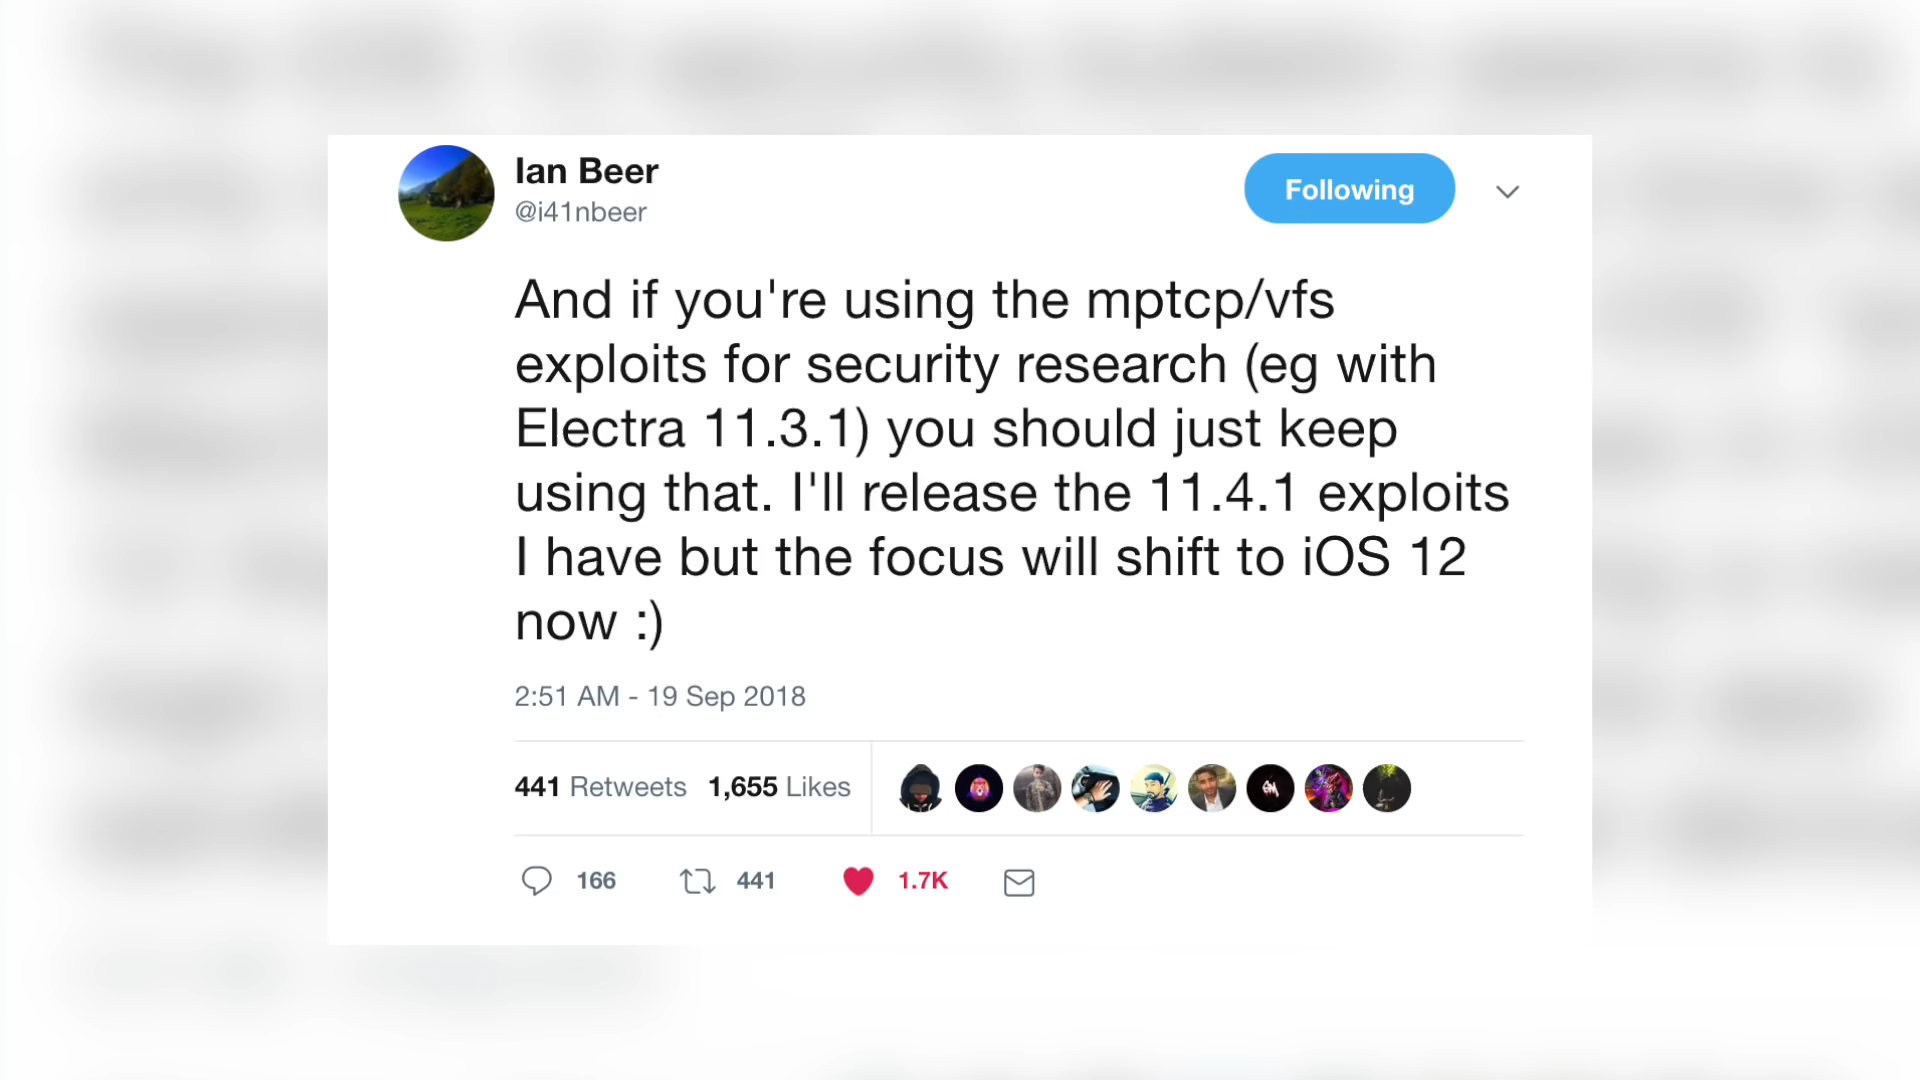 Ian Beer
@i41nbeer
Following
And if you're using the mptcp/vfs
exploits for security research (eg with
Electra 11.3.1) you should just keep
using that. I'll release the 11.4.1 exploits
I have but the focus will shift to iOS 12
now :)
2:51 AM - 19 Sep 2018
441 Retweets 1,655 Likes
166 441 1.7K